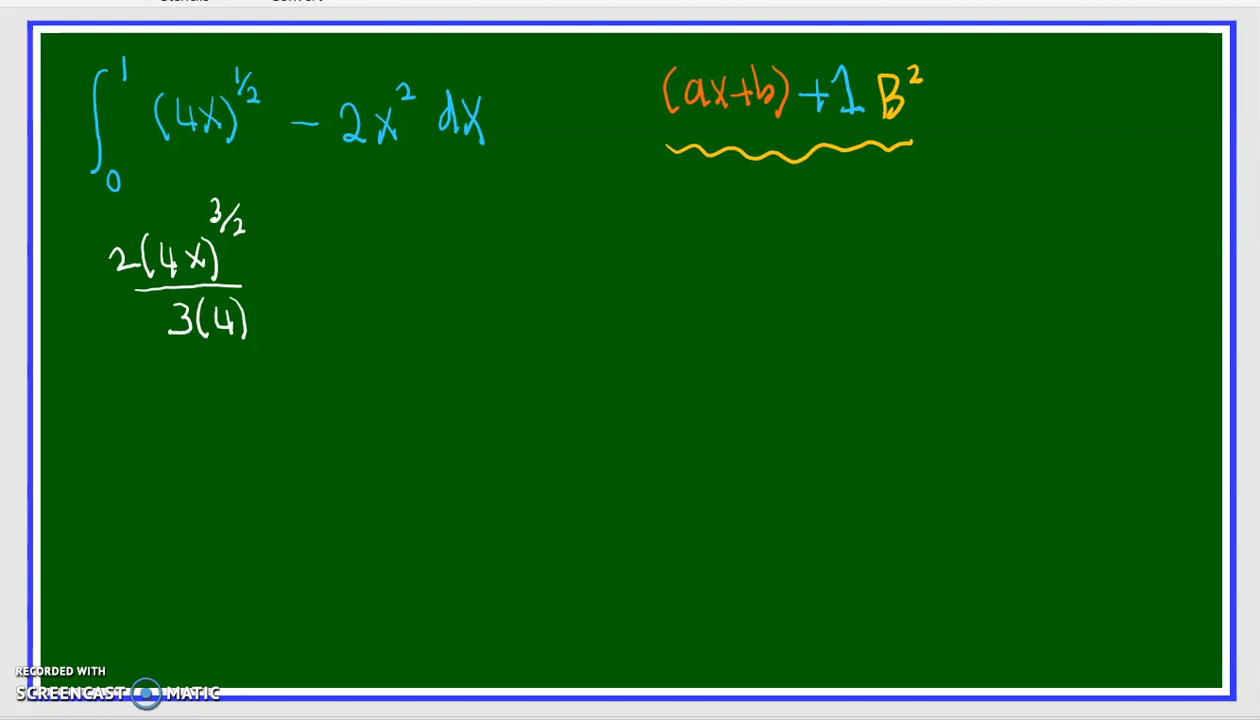 ∫₀¹ (4x)^{1/2} − 2x² dx
(ax+b) +1 B²
2(4x)^{3/2}
3(4)
RECORDED WITH
SCREENCAST MATIC